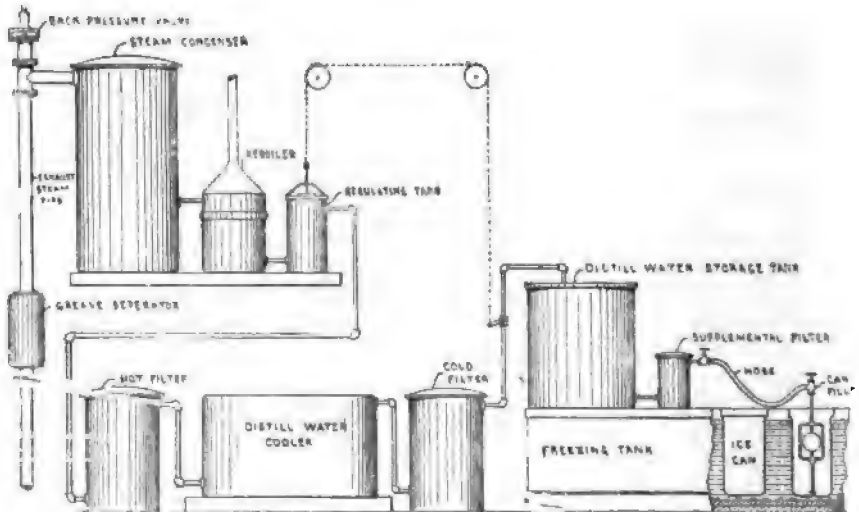 BACK PRESSURE VALVE
STEAM CONDENSER
REBOILER
EXHAUST
STEAM
PIPE
REGULATING TANK
DISTILL WATER STORAGE TANK
GREASE SEPERATOR
SUPPLEMENTAL FILTER
HOT FILTER
COLD
FILTER
HOSE
CAN
FILL
DISTILL WATER
COOLER
FREEZING TANK
ICE
CAN